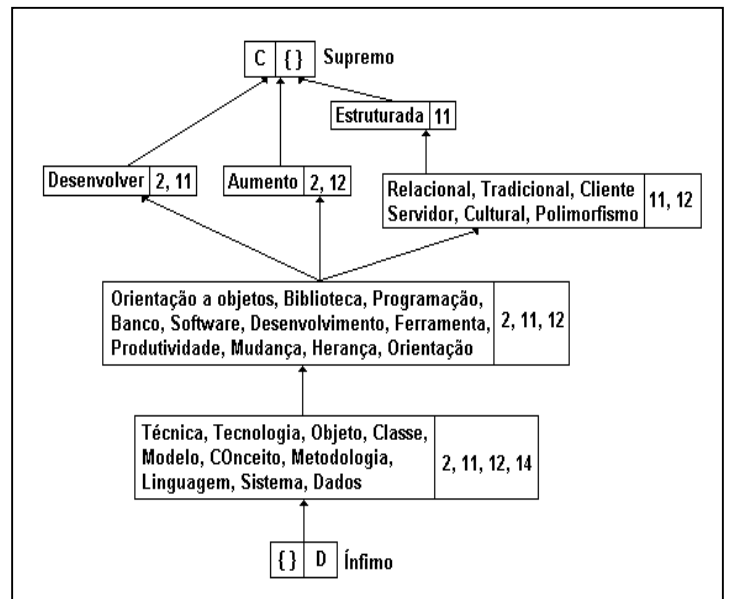 C {} Supremo
Estruturada 11
Desenvolver 2, 11
Aumento 2, 12
Relacional, Tradicional, Cliente
Servidor, Cultural, Polimorfismo
11, 12
Orientação a objetos, Biblioteca, Programação,
Banco, Software, Desenvolvimento, Ferramenta,
Produtividade, Mudança, Herança, Orientação
2, 11, 12
Técnica, Tecnologia, Objeto, Classe,
Modelo, COnceito, Metodologia,
Linguagem, Sistema, Dados
2, 11, 12, 14
{} D Ínfimo